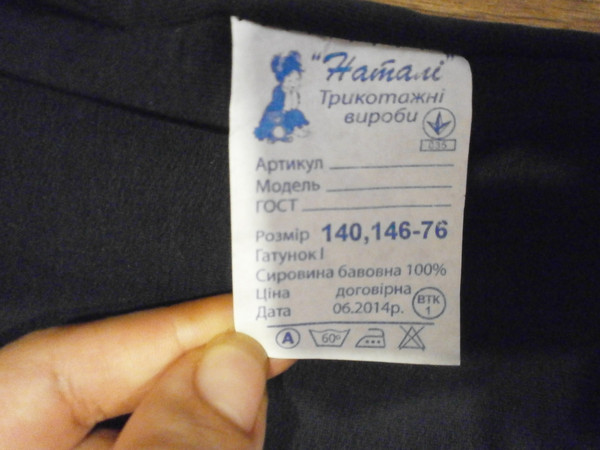 "Наталі"
Трикотажні
вироби
035
Артикул
Модель
ГОСТ
Розмір 140,146-76
Гатунок І
Сировина бавовна 100%
Ціна договірна
Дата 06.2014р.
ВТК
1
А 60°